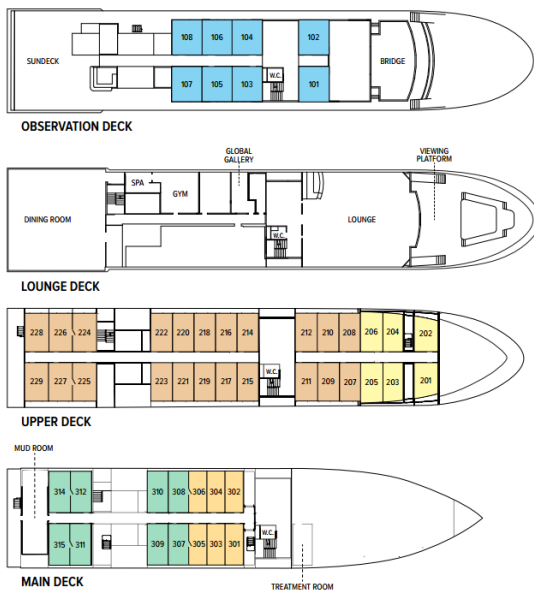 108 106 104 102
SUNDECK
BRIDGE
W.C.
107 105 103 101
OBSERVATION DECK
GLOBAL
GALLERY
VIEWING
PLATFORM
SPA
GYM
DINING ROOM
LOUNGE
W.C.
LOUNGE DECK
228 226 224 222 220 218 216 214 212 210 208 206 204 202
W.C.
229 227 225 223 221 219 217 215 211 209 207 205 203 201
UPPER DECK
MUD ROOM
314 312 310 308 306 304 302
W.C.
315 311 309 307 305 303 301
MAIN DECK
TREATMENT ROOM